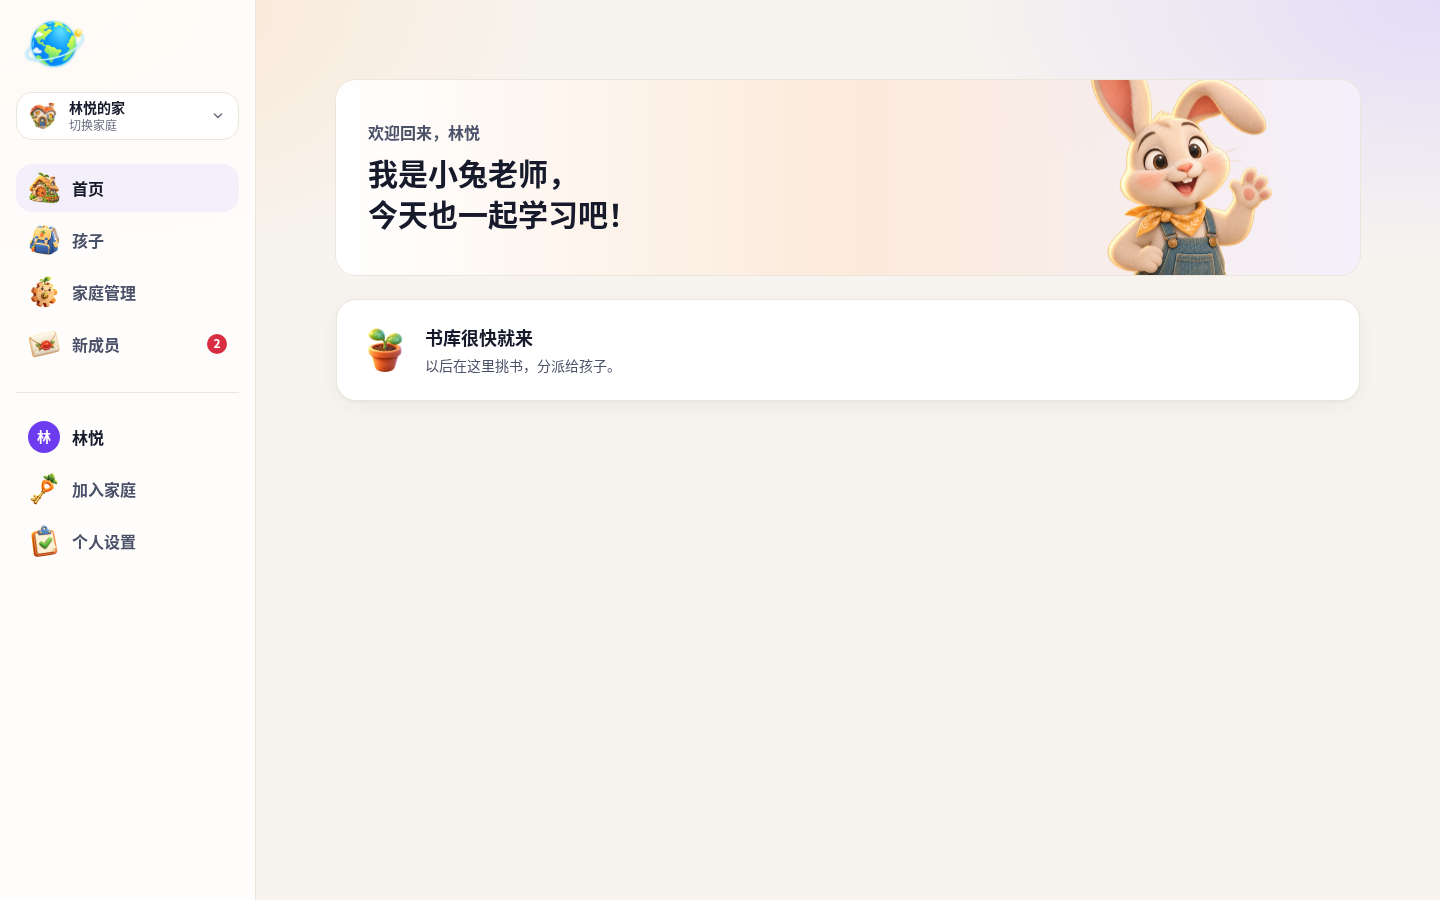 林悦的家
切换家庭
首页
孩子
家庭管理
新成员
2
林
林悦
加入家庭
个人设置
欢迎回来，林悦
我是小兔老师，
今天也一起学习吧！
书库很快就来
以后在这里挑书，分派给孩子。